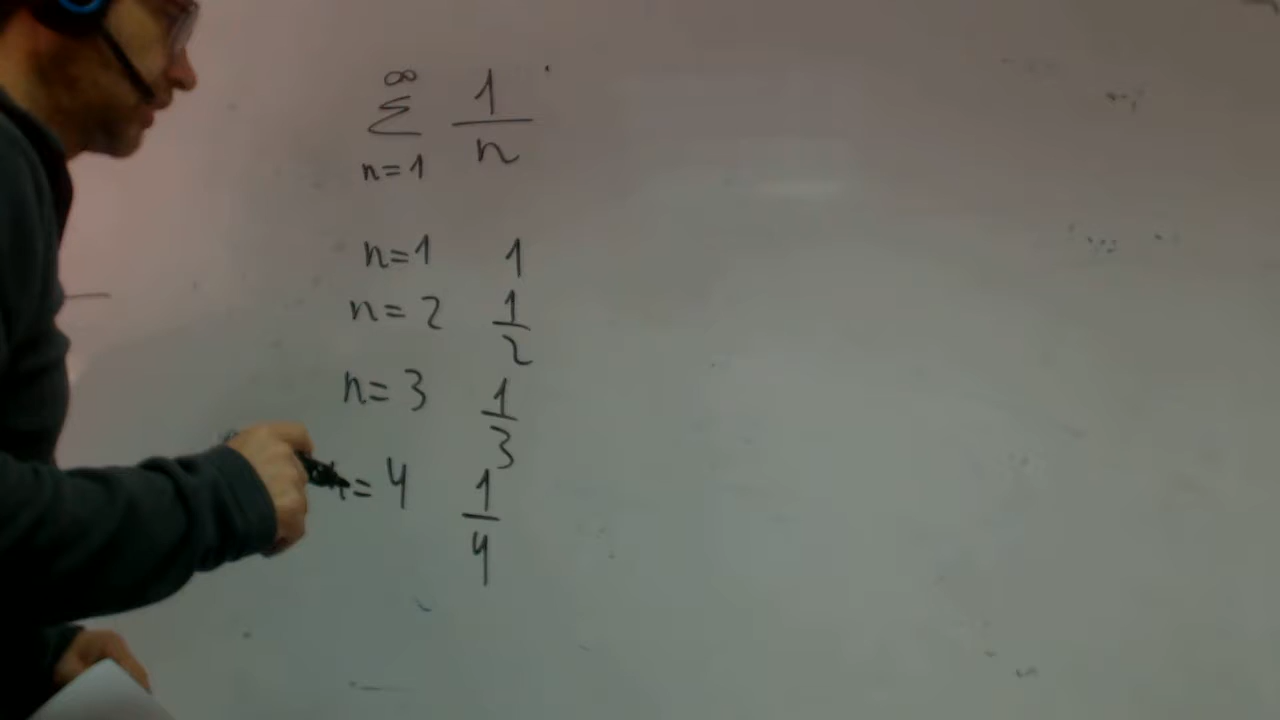 ∞
Σ 1/n
n=1
n=1 1
n=2 1/2
n=3 1/3
n=4 1/4